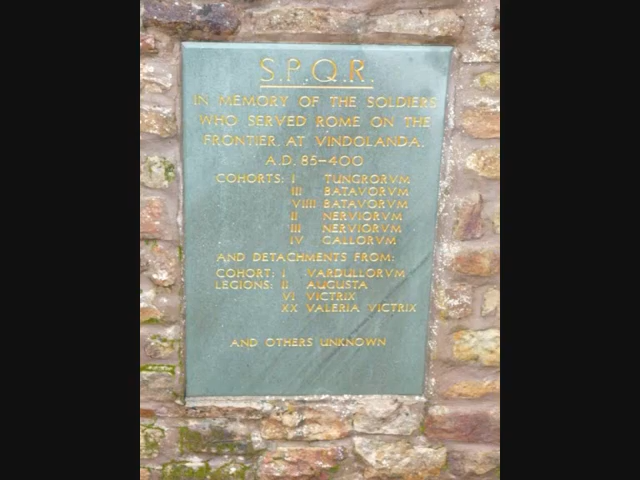 S.P.Q.R.
IN MEMORY OF THE SOLDIERS
WHO SERVED ROME ON THE
FRONTIER. AT VINDOLANDA.
A.D. 85-400
COHORTS: I TUNGRORVM
III BATAVORVM
VIIII BATAVORVM
II NERVIORVM
III NERVIORVM
IV GALLORVM
AND DETACHMENTS FROM:
COHORT: I VARDULLORVM
LEGIONS: II AUGUSTA
VI VICTRIX
XX VALERIA VICTRIX
AND OTHERS UNKNOWN